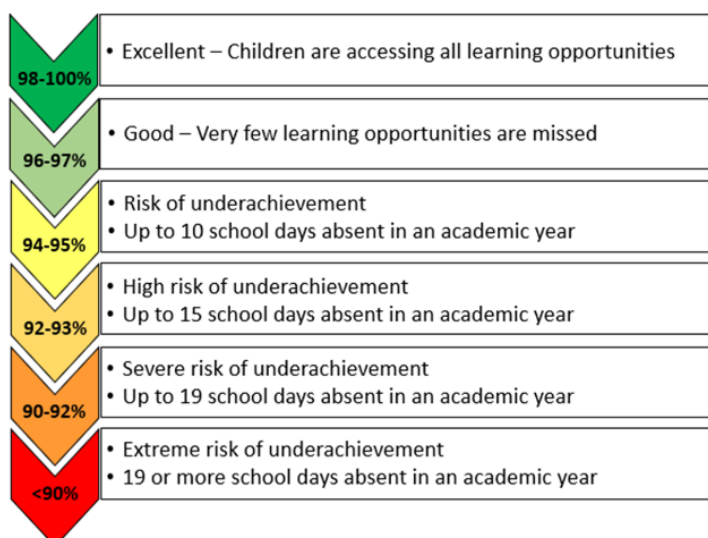 98-100%
• Excellent – Children are accessing all learning opportunities
96-97%
• Good – Very few learning opportunities are missed
94-95%
• Risk of underachievement
• Up to 10 school days absent in an academic year
92-93%
• High risk of underachievement
• Up to 15 school days absent in an academic year
90-92%
• Severe risk of underachievement
• Up to 19 school days absent in an academic year
<90%
• Extreme risk of underachievement
• 19 or more school days absent in an academic year